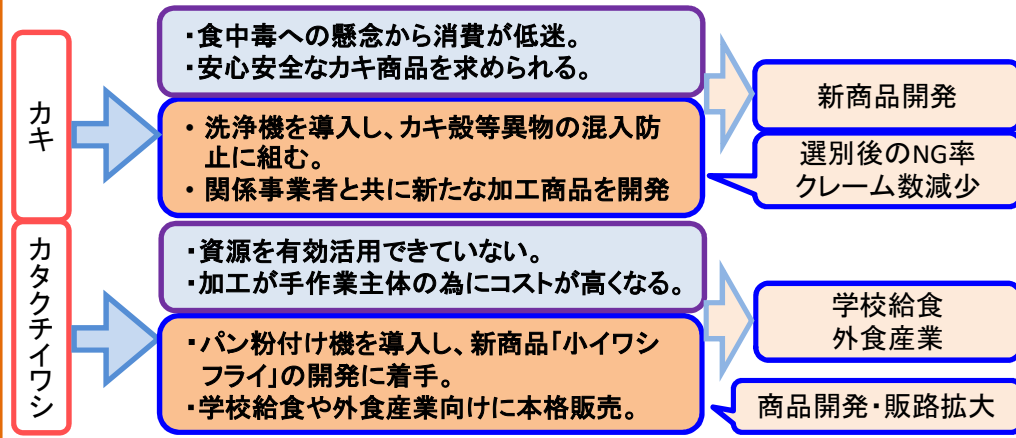 カキ
・食中毒への懸念から消費が低迷。
・安心安全なカキ商品を求められる。
・洗浄機を導入し、カキ殻等異物の混入防
止に組む。
・関係事業者と共に新たな加工商品を開発
新商品開発
選別後のNG率
クレーム数減少
カタクチイワシ
・資源を有効活用できていない。
・加工が手作業主体の為にコストが高くなる。
・パン粉付け機を導入し、新商品「小イワシ
フライ」の開発に着手。
・学校給食や外食産業向けに本格販売。
学校給食
外食産業
商品開発・販路拡大